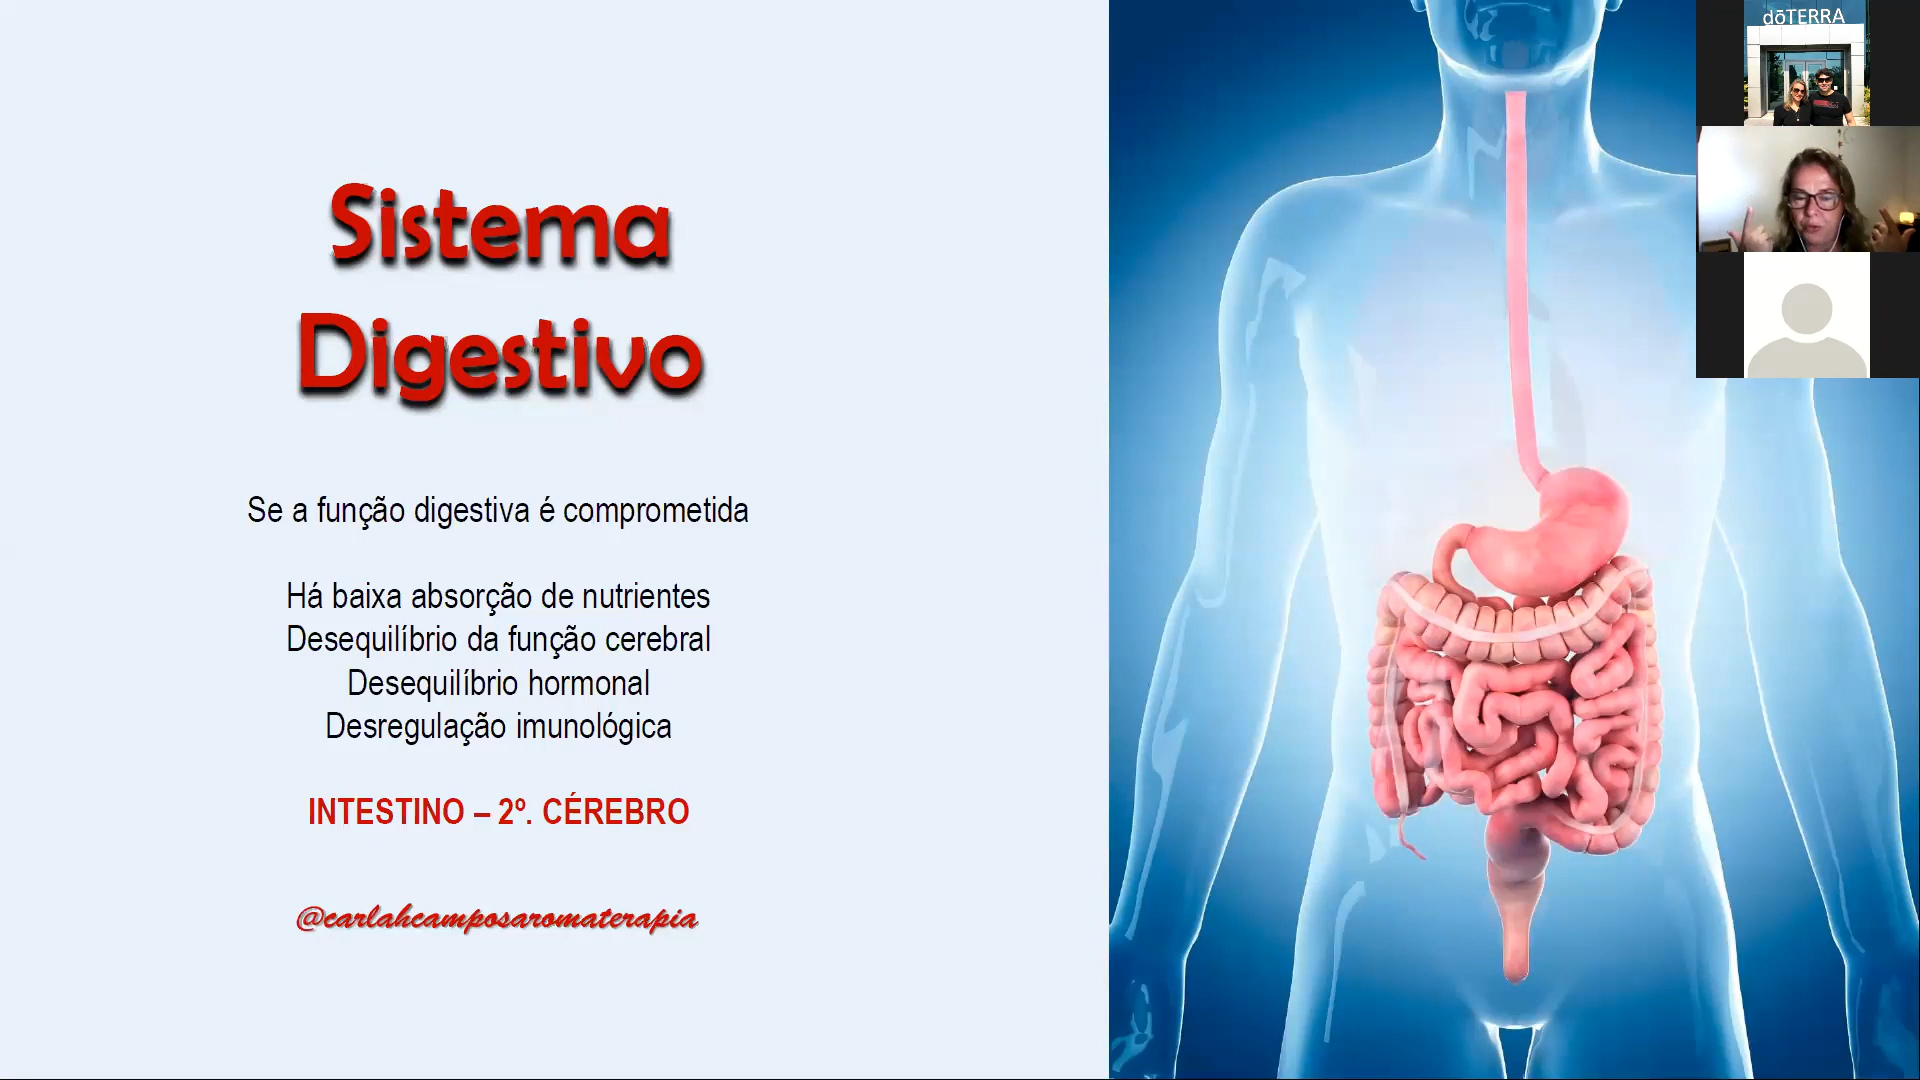 Sistema
Digestivo
Se a função digestiva é comprometida
Há baixa absorção de nutrientes
Desequilíbrio da função cerebral
Desequilíbrio hormonal
Desregulação imunológica
INTESTINO – 2º. CÉREBRO
@carlahcamposaromaterapia
dōTERRA